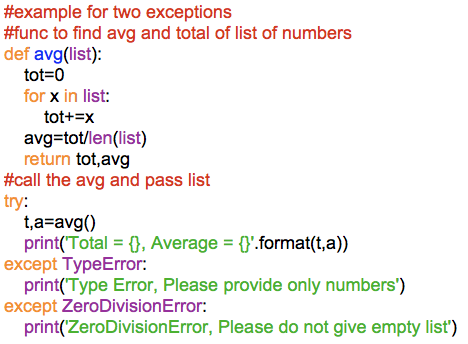 #example for two exceptions
#func to find avg and total of list of numbers
def avg(list):
    tot=0
    for x in list:
        tot+=x
    avg=tot/len(list)
    return tot,avg
#call the avg and pass list
try:
    t,a=avg()
    print('Total = {}, Average = {}'.format(t,a))
except TypeError:
    print('Type Error, Please provide only numbers')
except ZeroDivisionError:
    print('ZeroDivisionError, Please do not give empty list')